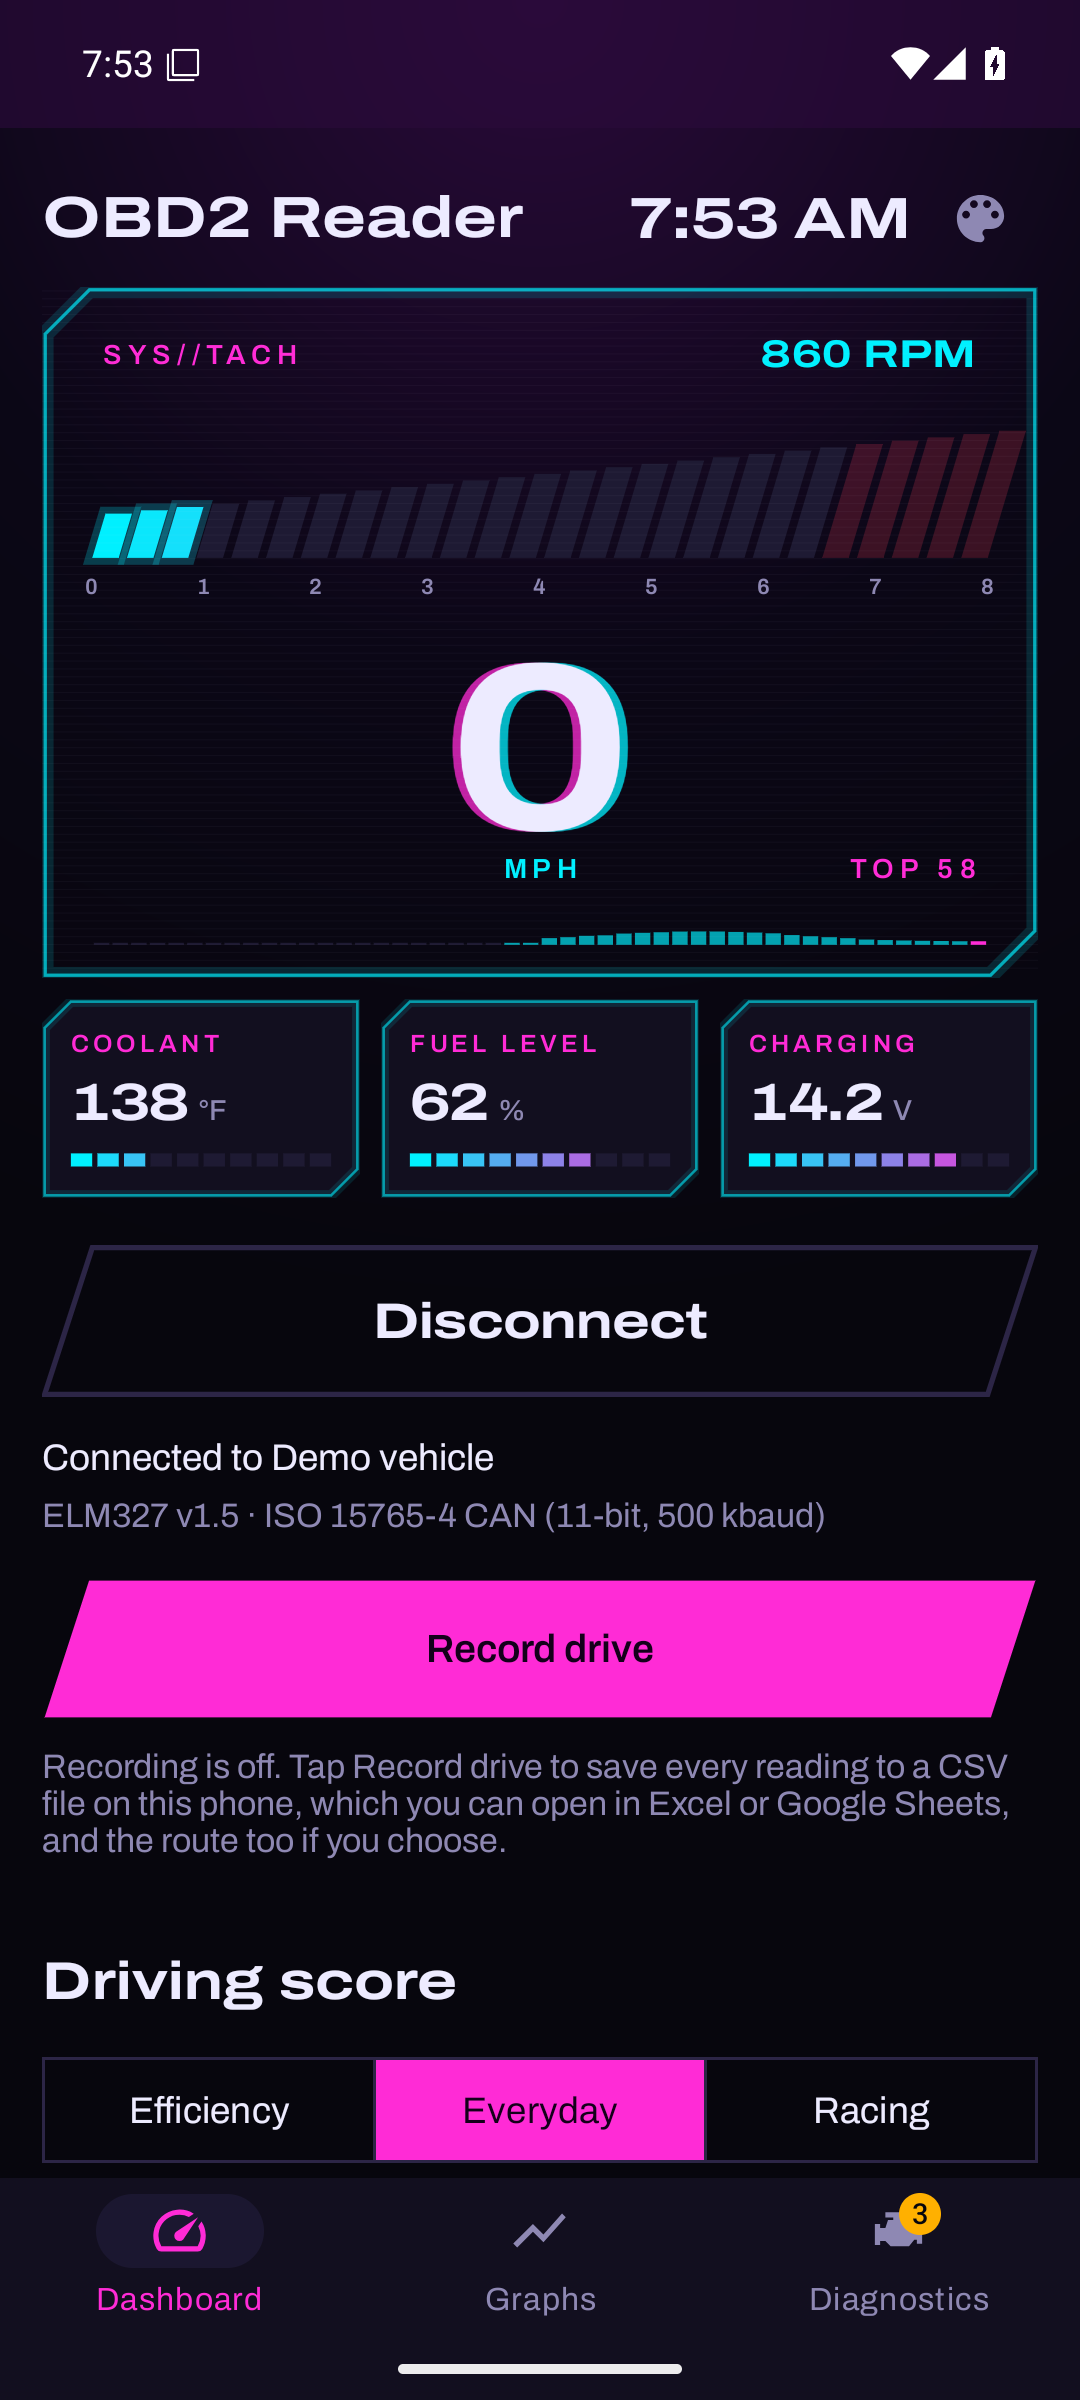 7:53
OBD2 Reader 7:53 AM
SYS//TACH 860 RPM
0 1 2 3 4 5 6 7 8
0
MPH TOP 58
COOLANT FUEL LEVEL CHARGING
138 °F 62 % 14.2 V
Disconnect
Connected to Demo vehicle
ELM327 v1.5 · ISO 15765-4 CAN (11-bit, 500 kbaud)
Record drive
Recording is off. Tap Record drive to save every reading to a CSV
file on this phone, which you can open in Excel or Google Sheets,
and the route too if you choose.
Driving score
Efficiency Everyday Racing
3
Dashboard Graphs Diagnostics